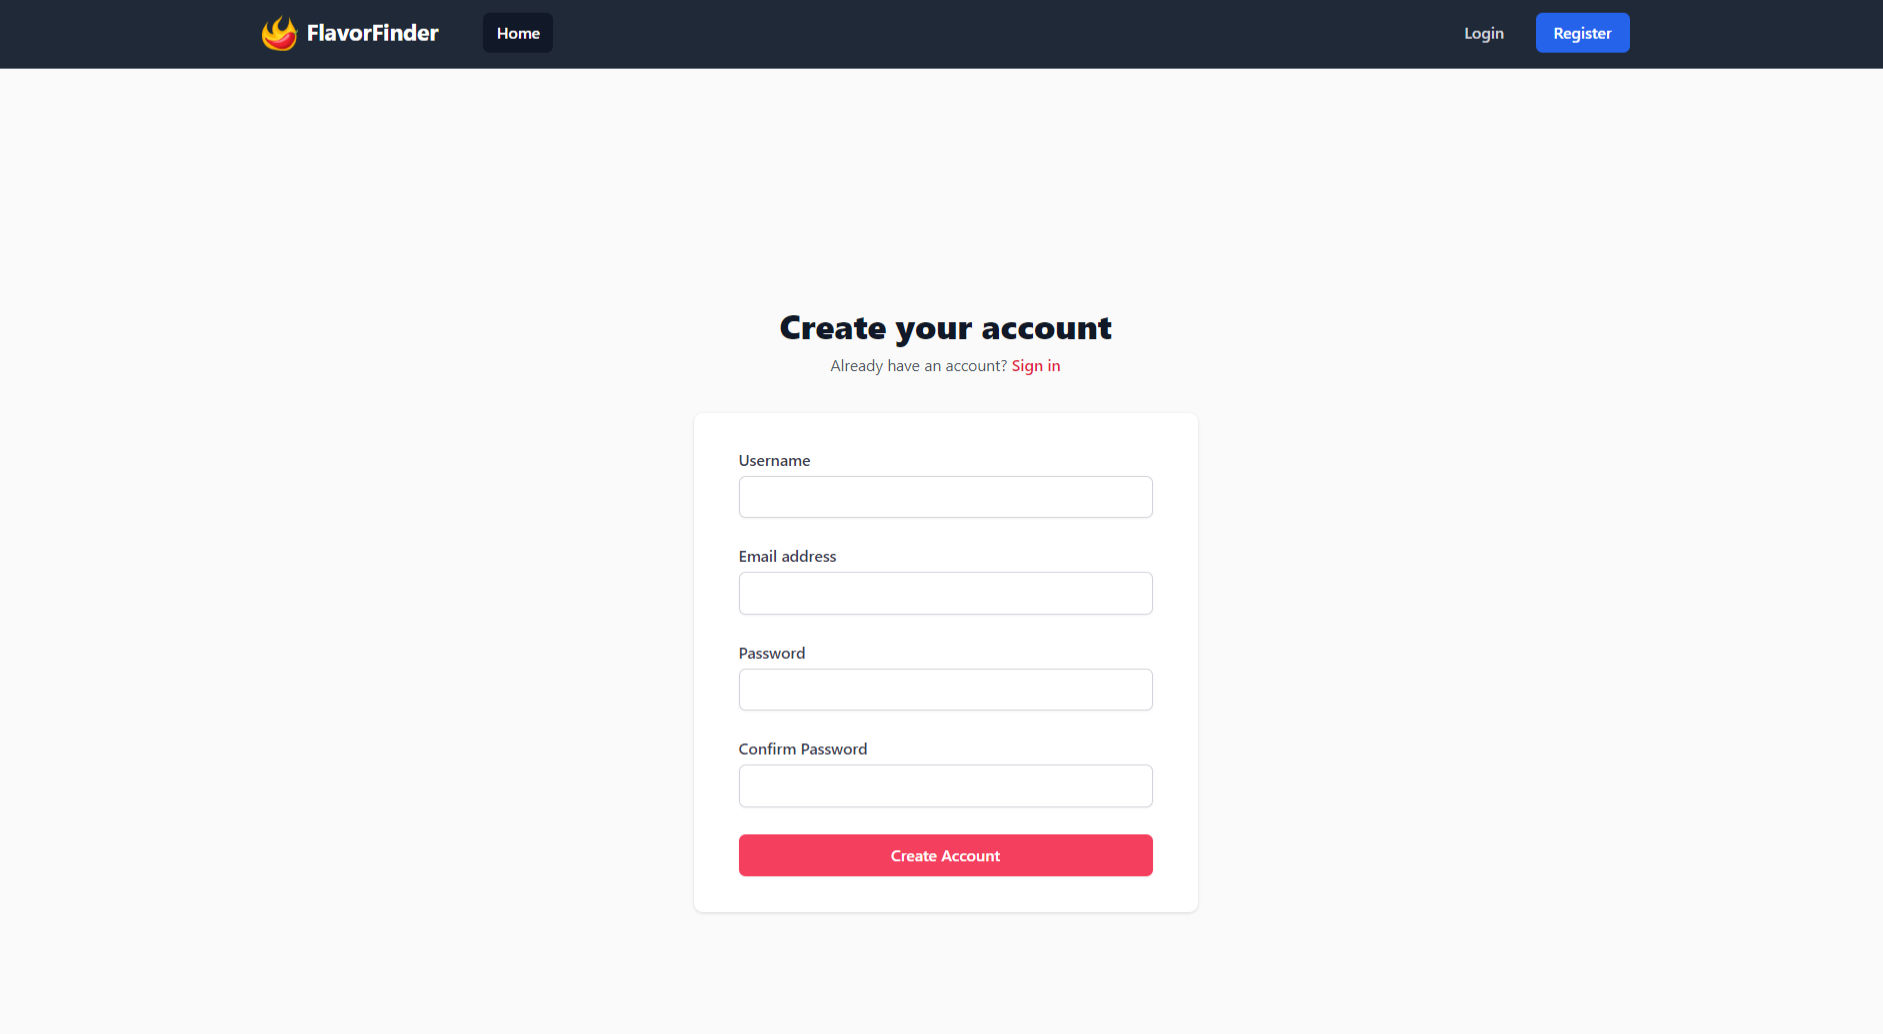 FlavorFinder Home Login Register
Create your account
Already have an account? Sign in
Username
Email address
Password
Confirm Password
Create Account